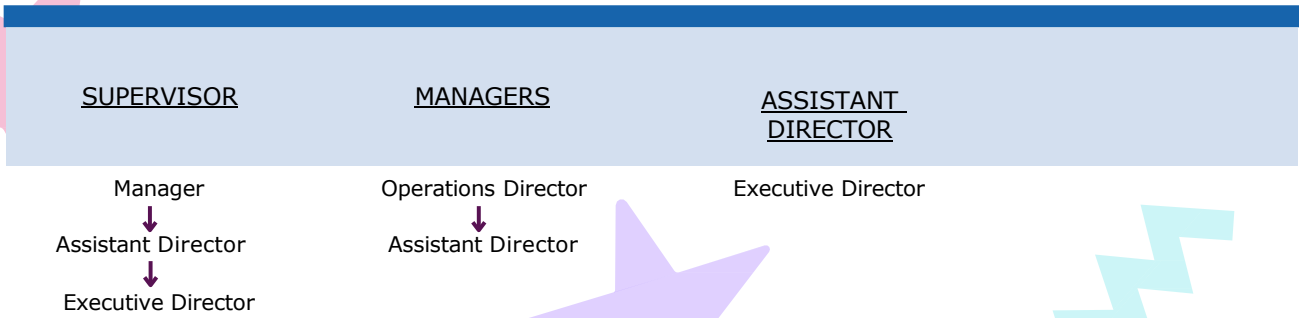 SUPERVISOR
MANAGERS
ASSISTANT
DIRECTOR
Manager
Assistant Director
Executive Director
Operations Director
Assistant Director
Executive Director